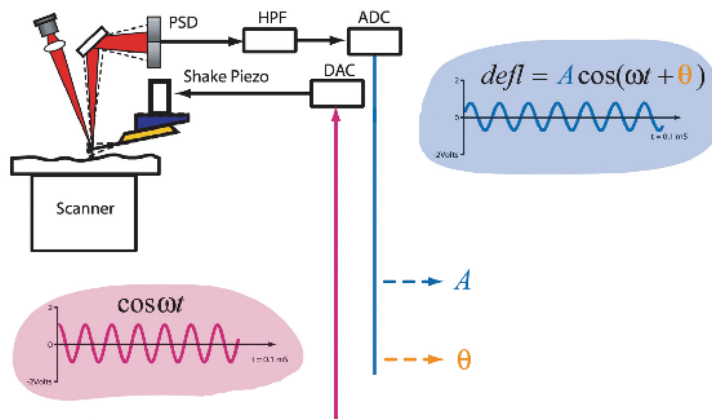 PSD
HPF
ADC
Shake Piezo
DAC
Scanner
defl = A cos(ωt + θ)
2
0
-2Volts
t = 0.1 mS
A
θ
cosωt
2
0
-2Volts
t = 0.1 mS